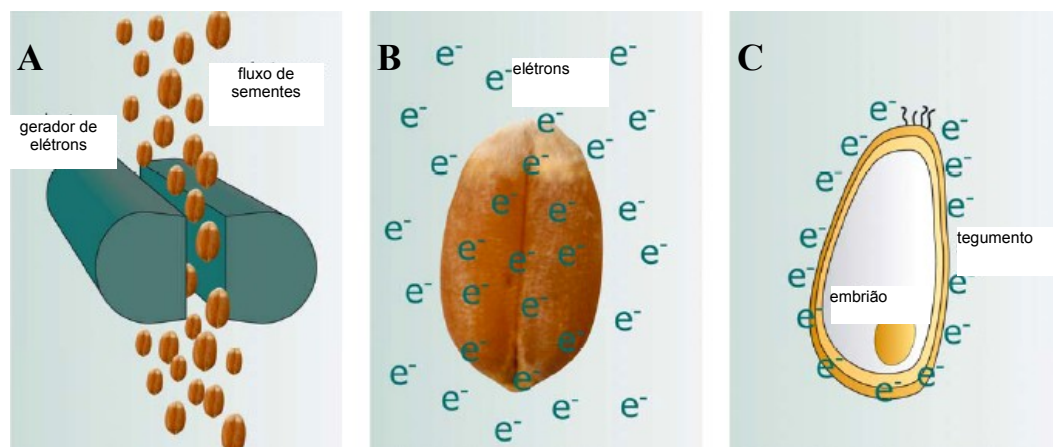 A
fluxo de
sementes
gerador de
elétrons
B
elétrons
e- e-
e-
e- e- e-
e-
e- e-
e- e- e-
e- e- e- e-
e-
e- e-
e- e-
e- e-
e- e- e-
e- e- e-
e-
C
e- e-
e- e-
e- e-
tegumento
e-
e- e-
embrião
e- e-
e- e-
e-